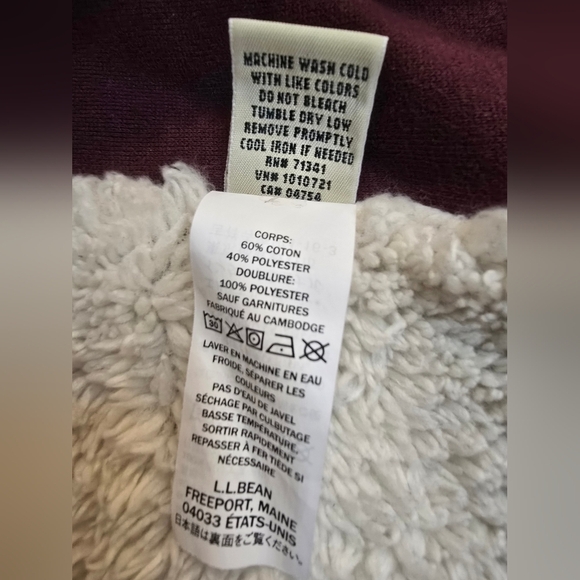 MACHINE WASH COLD
WITH LIKE COLORS
DO NOT BLEACH
TUMBLE DRY LOW
REMOVE PROMPTLY
COOL IRON IF NEEDED
RN# 71341
VN# 1010721
CA# 04754
CORPS:
60% COTON
40% POLYESTER
DOUBLURE:
100% POLYESTER
SAUF GARNITURES
FABRIQUÉ AU CAMBODGE
30
LAVER EN MACHINE EN EAU
FROIDE, SÉPARER LES
COULEURS
PAS D'EAU DE JAVEL
SÉCHAGE PAR CULBUTAGE
BASSE TEMPÉRATURE,
SORTIR RAPIDEMENT
REPASSER À FER TIÈDE SI
NÉCESSAIRE
L.L.BEAN
FREEPORT, MAINE
04033 ÉTATS-UNIS
日本語は裏面をご覧ください。